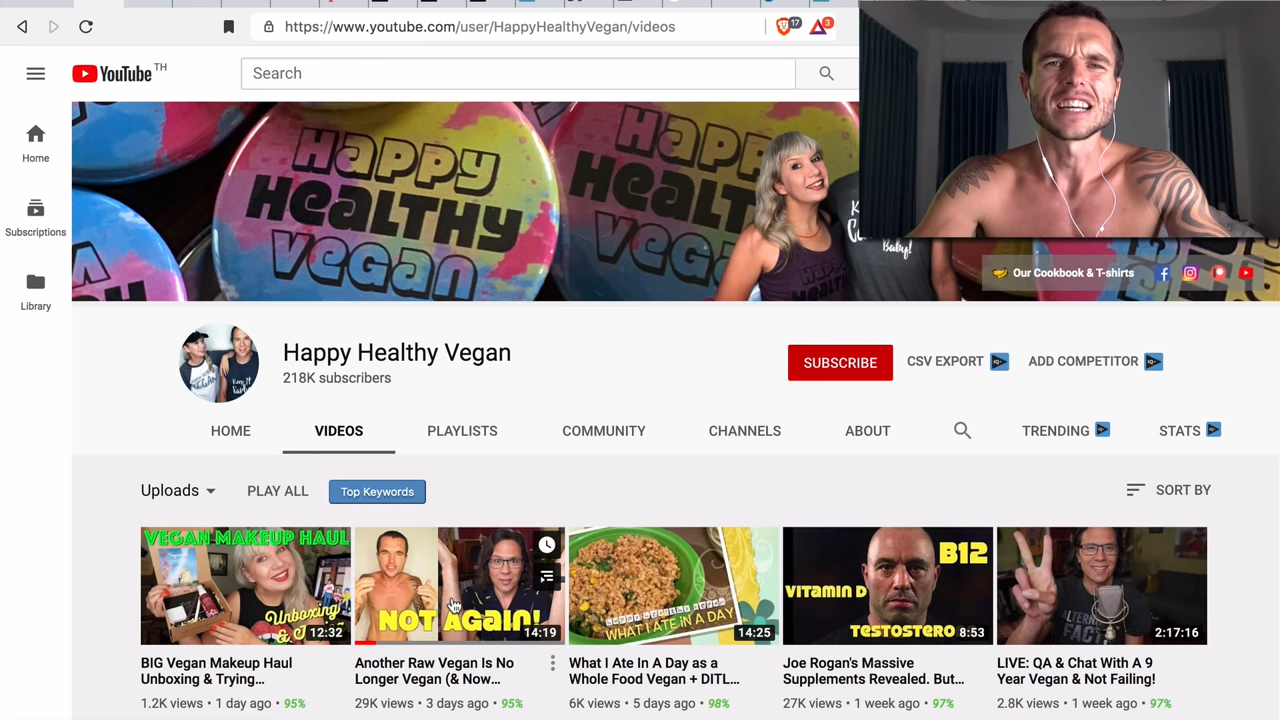 https://www.youtube.com/user/HappyHealthyVegan/videos
17
3
YouTube TH
Search
Home
Subscriptions
Library
HAPPY
HEALTHY
VEGAN
HEALTHY
Baby!
Our Cookbook & T-shirts
Happy Healthy Vegan
218K subscribers
SUBSCRIBE
CSV EXPORT
ADD COMPETITOR
HOME
VIDEOS
PLAYLISTS
COMMUNITY
CHANNELS
ABOUT
TRENDING
STATS
Uploads
PLAY ALL
Top Keywords
SORT BY
VEGAN MAKEUP HAUL
Unboxing
12:32
NOT AGAIN!
14:19
WHAT I ATE IN A DAY
14:25
B12
VITAMIN D
TESTOSTERO
8:53
2:17:16
BIG Vegan Makeup Haul
Unboxing & Trying…
1.2K views • 1 day ago • 95%
Another Raw Vegan Is No
Longer Vegan (& Now…
29K views • 3 days ago • 95%
What I Ate In A Day as a
Whole Food Vegan + DITL…
6K views • 5 days ago • 98%
Joe Rogan's Massive
Supplements Revealed. But…
27K views • 1 week ago • 97%
LIVE: QA & Chat With A 9
Year Vegan & Not Failing!
2.8K views • 1 week ago • 97%